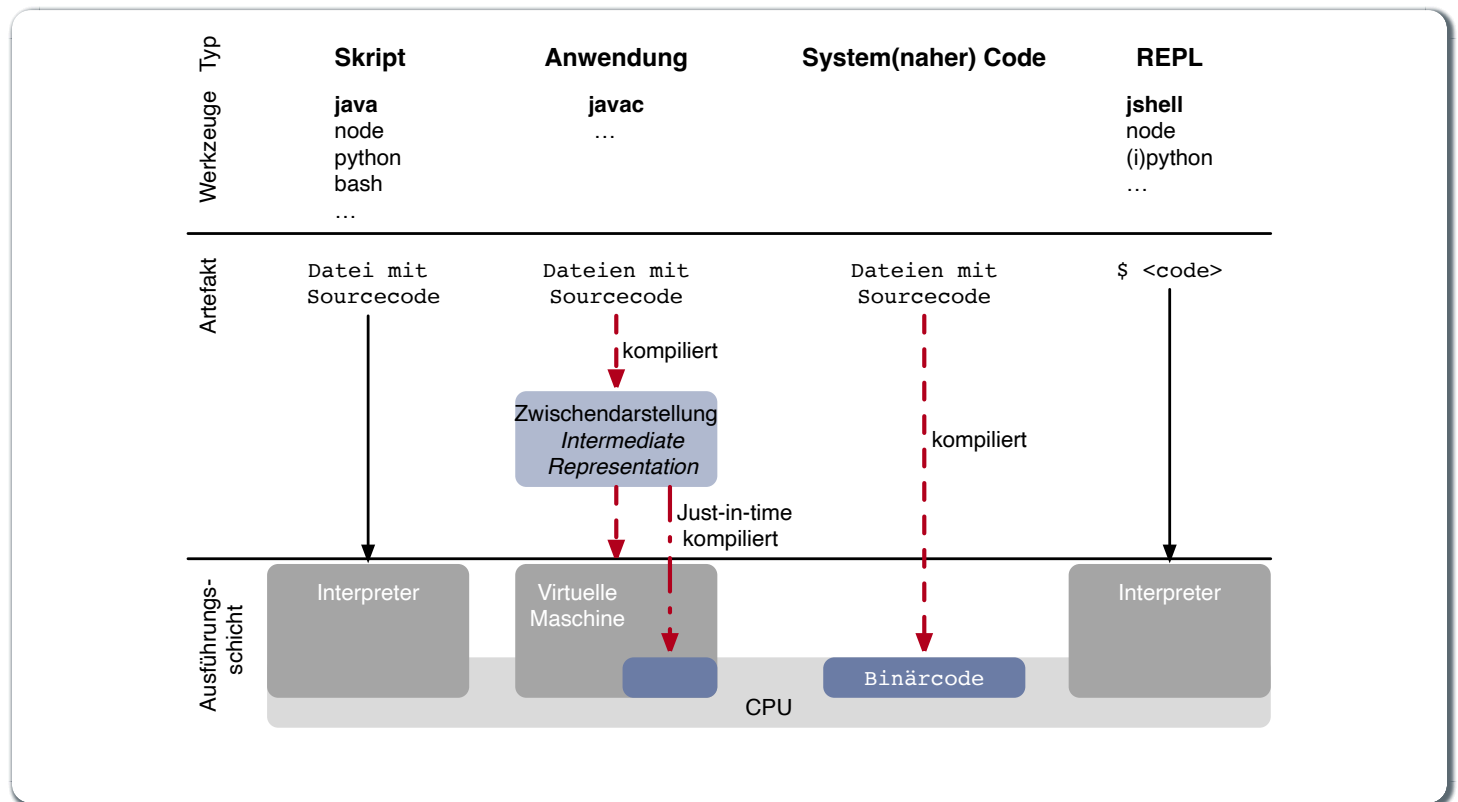 Typ
Skript
Anwendung
System(naher) Code
REPL
Werkzeuge
java
node
python
bash
…
javac
…
jshell
node
(i)python
…
Artefakt
Datei mit
Sourcecode
Dateien mit
Sourcecode
Dateien mit
Sourcecode
$ <code>
kompiliert
Zwischendarstellung
Intermediate
Representation
kompiliert
Just-in-time
kompiliert
Ausführungs-
schicht
Interpreter
Virtuelle
Maschine
Binärcode
Interpreter
CPU